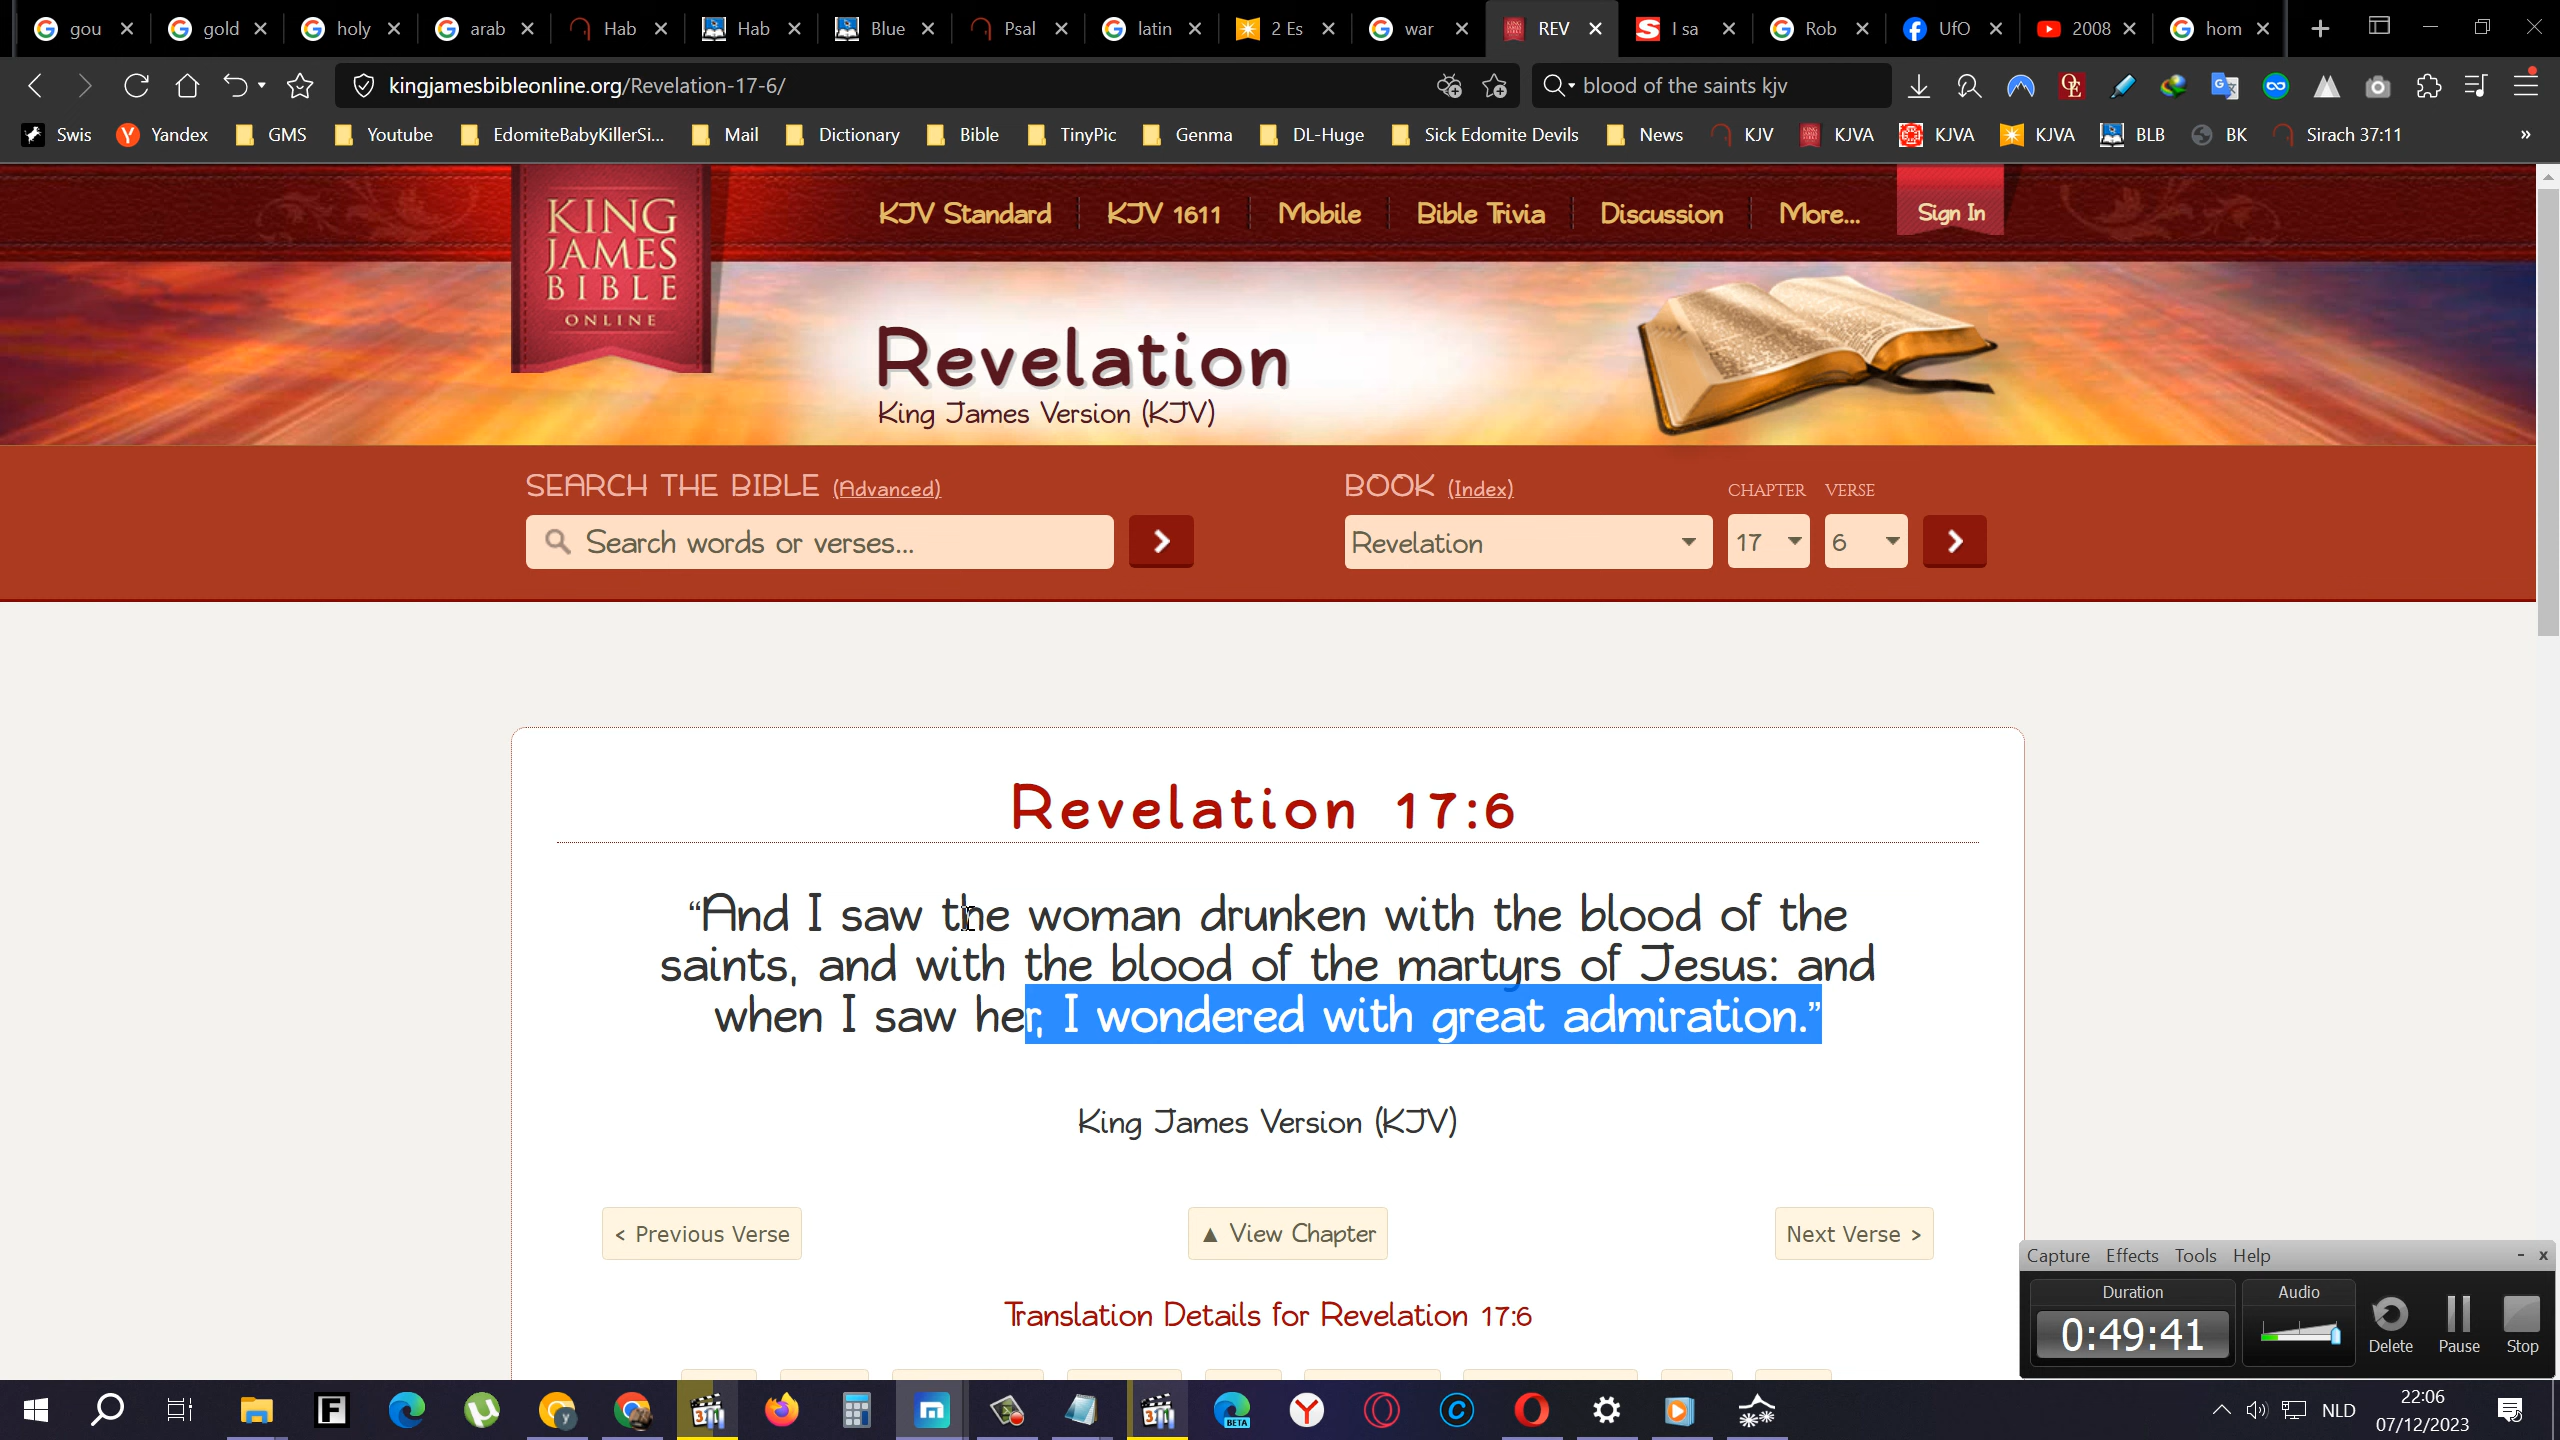 gou gold holy arab Hab Hab Blue Psal latin 2 Es war REV I sa Rob UfO 2008 hom
kingjamesbibleonline.org/Revelation-17-6/ blood of the saints kjv
Swis Yandex GMS Youtube EdomiteBabyKillerSi... Mail Dictionary Bible TinyPic Genma DL-Huge Sick Edomite Devils News KJV KJVA KJVA KJVA BLB BK Sirach 37:11 »
KING
JAMES
BIBLE
ONLINE
KJV Standard KJV 1611 Mobile Bible Trivia Discussion More... Sign In
Revelation
King James Version (KJV)
SEARCH THE BIBLE (Advanced)
Search words or verses...
BOOK (Index) CHAPTER VERSE
Revelation 17 6
Revelation 17:6
“And I saw the woman drunken with the blood of the
saints, and with the blood of the martyrs of Jesus: and
when I saw her, I wondered with great admiration.”
King James Version (KJV)
< Previous Verse ▲ View Chapter Next Verse >
Translation Details for Revelation 17:6
Capture Effects Tools Help
Duration Audio
0:49:41
Delete Pause Stop
BETA
NLD
22:06
07/12/2023